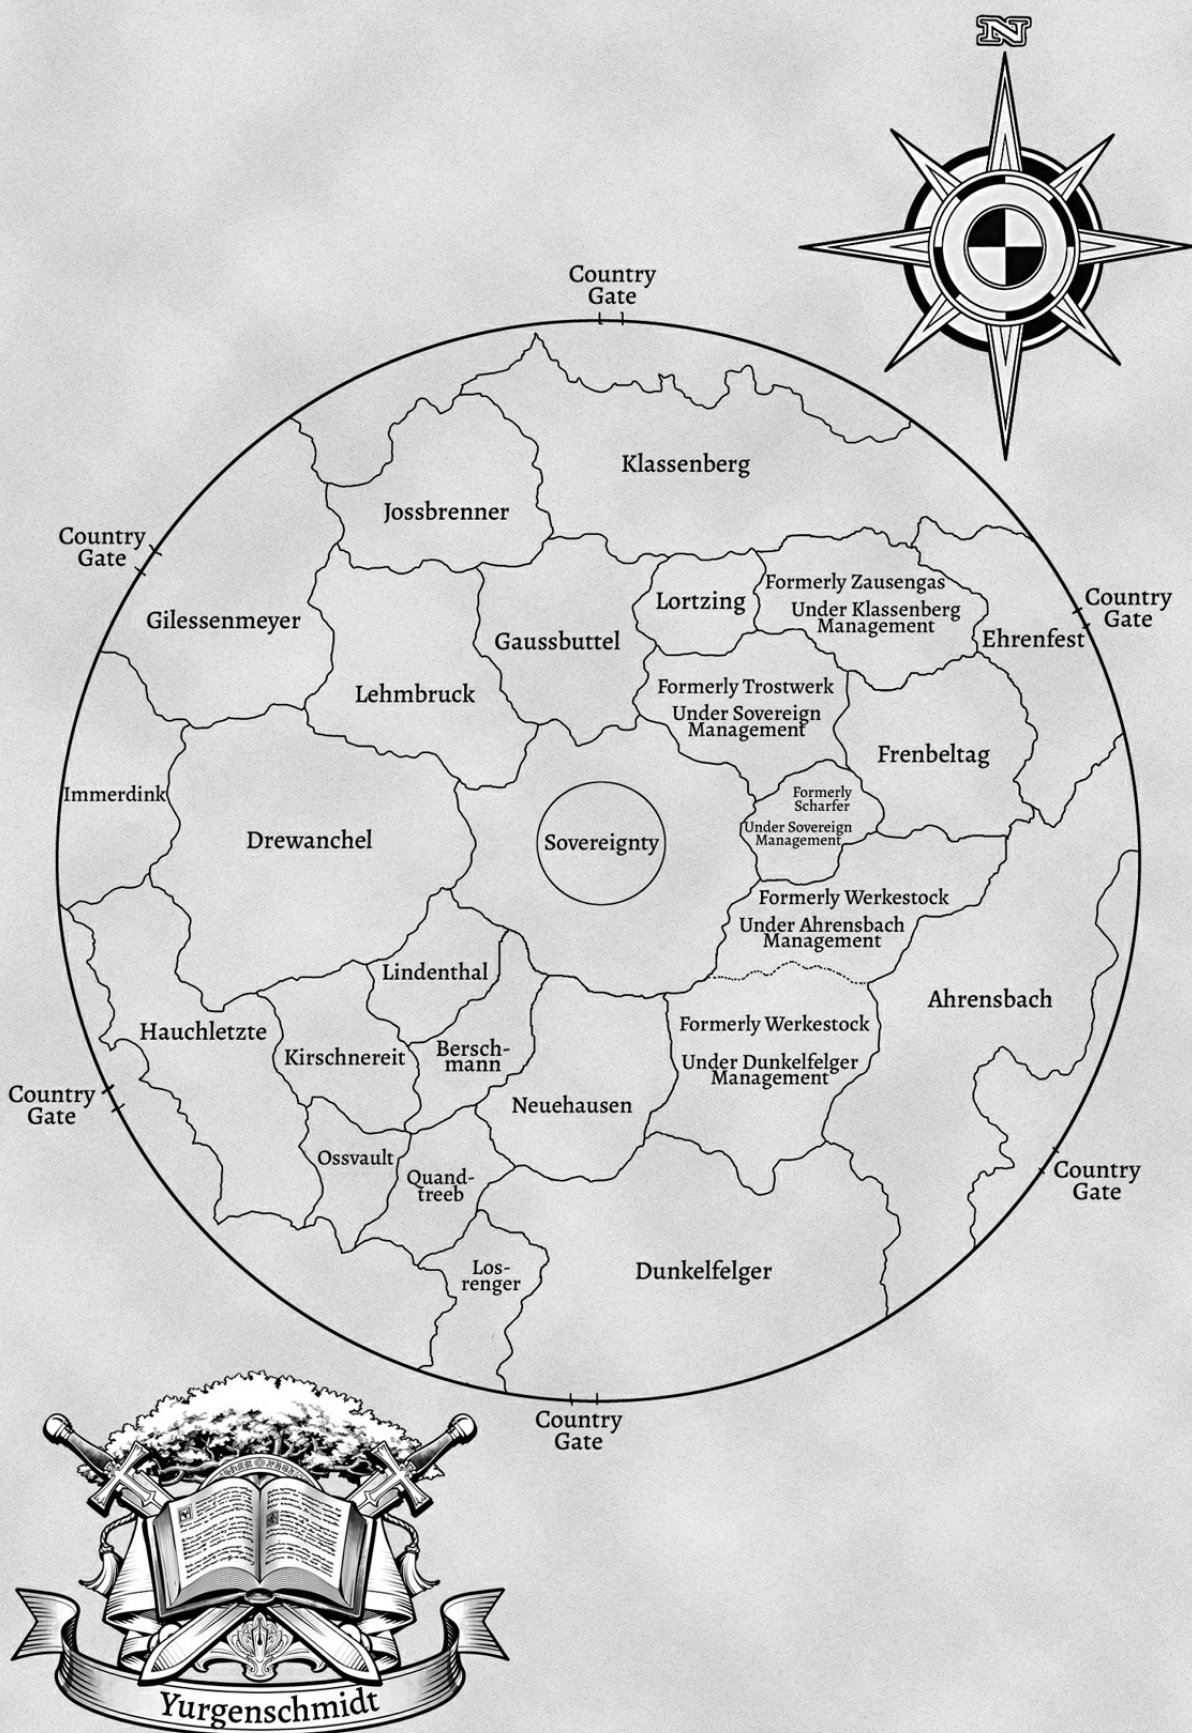 N
Country
Gate
Klassenberg
Jossbrenner
Country
Gate
Gilessenmeyer
Lehmbruck
Gaussbuttel
Lortzing
Formerly Zausengas
Under Klassenberg
Management
Country
Gate
Ehrenfest
Formerly Trostwerk
Under Sovereign
Management
Frenbeltag
Immerdink
Drewanchel
Sovereignty
Formerly
Scharfer
Under Sovereign
Management
Formerly Werkestock
Under Ahrensbach
Management
Lindenthal
Ahrensbach
Hauchletzte
Kirschnereit
Bersch-
mann
Formerly Werkestock
Under Dunkelfelger
Management
Country
Gate
Neuehausen
Ossvault
Quand-
treeb
Country
Gate
Los-
renger
Dunkelfelger
Country
Gate
Yurgenschmidt